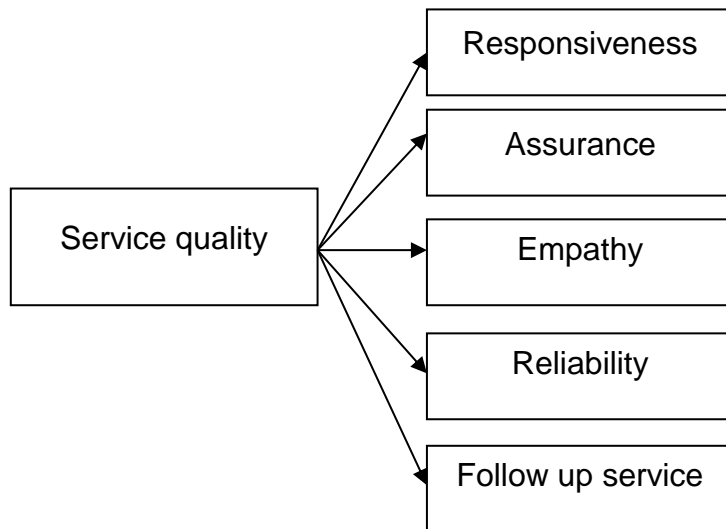 Responsiveness
Assurance
Service quality
Empathy
Reliability
Follow up service